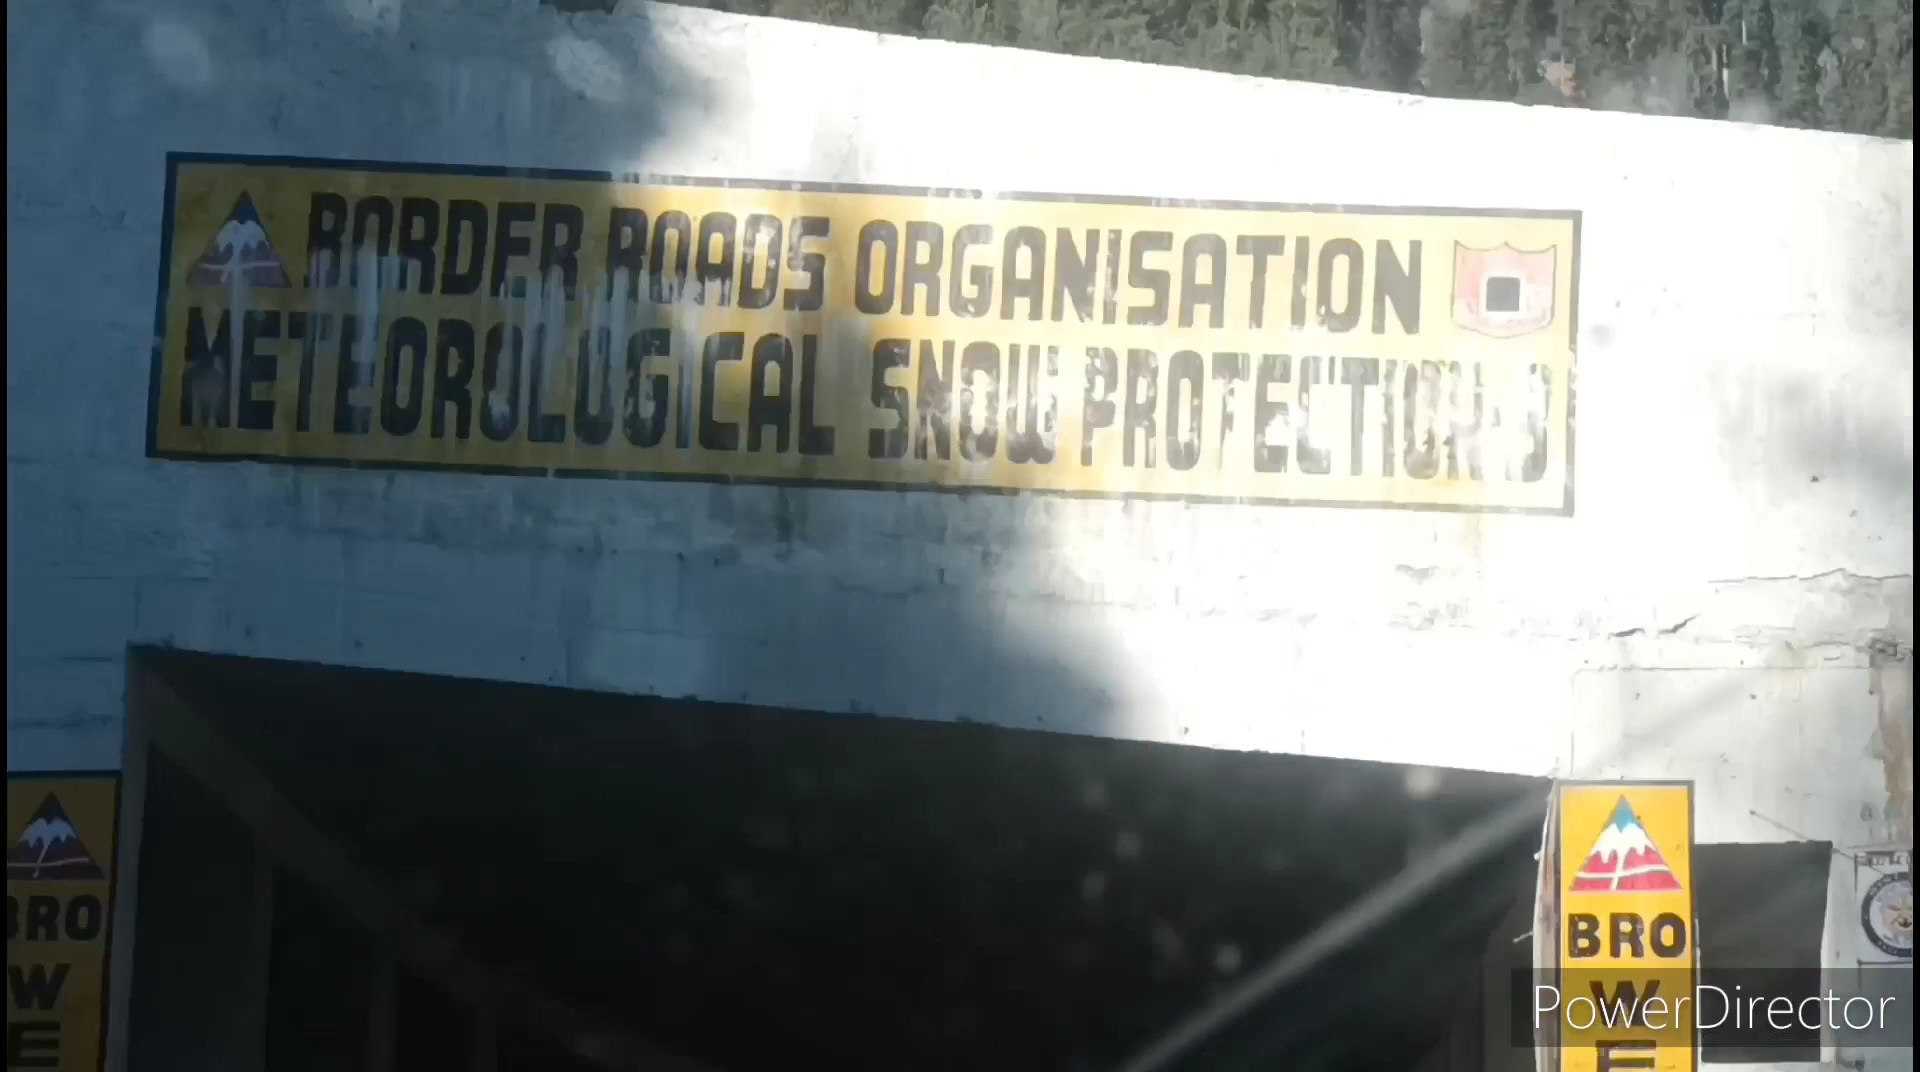 BORDER ROADS ORGANISATION
METEOROLOGICAL SNOW PROTECTION
BRO
W
E
BRO
W
E
PowerDirector